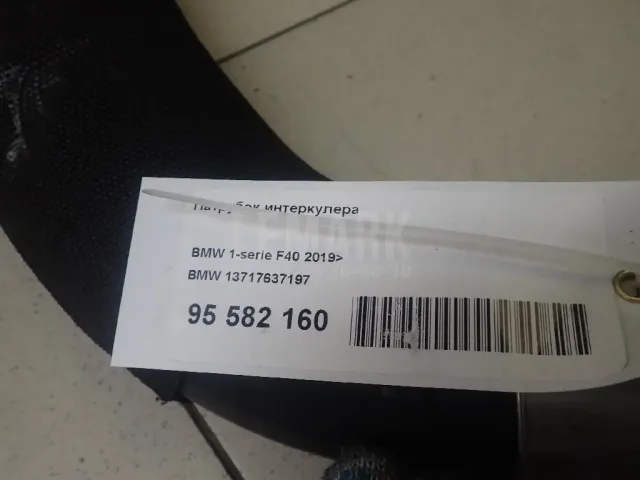 Патрубок интеркулера
BMW 1-serie F40 2019>
BMW 13717637197
95 582 160